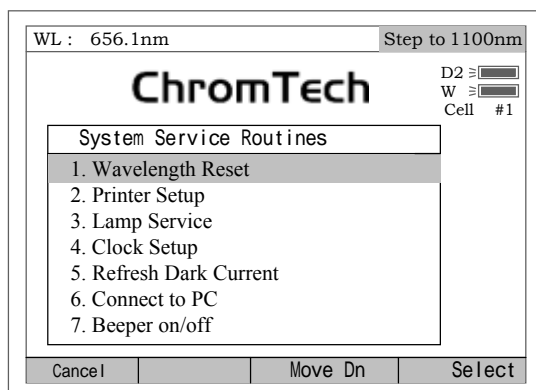 WL : 656.1nm Step to 1100nm
ChromTech
D2
W
Cell #1
System Service Routines
1. Wavelength Reset
2. Printer Setup
3. Lamp Service
4. Clock Setup
5. Refresh Dark Current
6. Connect to PC
7. Beeper on/off
Cancel Move Dn Select